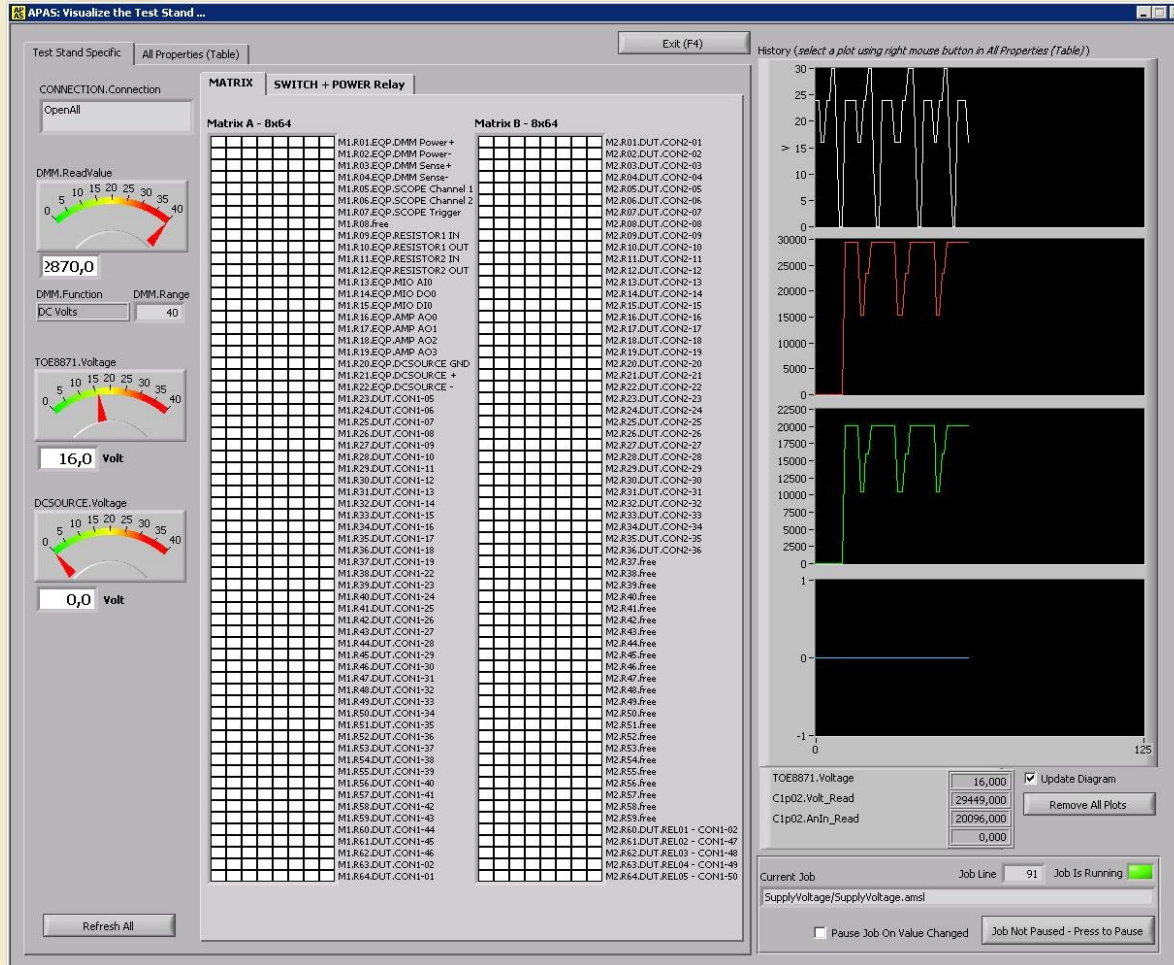 APAS: Visualize the Test Stand ...
Exit (F4)
Test Stand Specific
All Properties (Table)
CONNECTION.Connection
OpenAll
DMM.ReadValue
0 5 10 15 20 25 30 35 40
2870,0
DMM.Function DMM.Range
DC Volts 40
TOE8871.Voltage
0 5 10 15 20 25 30 35 40
16,0 Volt
DCSOURCE.Voltage
0 5 10 15 20 25 30 35 40
0,0 Volt
Refresh All
MATRIX
SWITCH + POWER Relay
Matrix A - 8x64
M1.R01.EQP.DMM Power+
M1.R02.EQP.DMM Power-
M1.R03.EQP.DMM Sense+
M1.R04.EQP.DMM Sense-
M1.R05.EQP.SCOPE Channel 1
M1.R06.EQP.SCOPE Channel 2
M1.R07.EQP.SCOPE Trigger
M1.R08.free
M1.R09.EQP.RESISTOR1 IN
M1.R10.EQP.RESISTOR1 OUT
M1.R11.EQP.RESISTOR2 IN
M1.R12.EQP.RESISTOR2 OUT
M1.R13.EQP.MIO AI0
M1.R14.EQP.MIO DO0
M1.R15.EQP.MIO DI0
M1.R16.EQP.AMP AO0
M1.R17.EQP.AMP AO1
M1.R18.EQP.AMP AO2
M1.R19.EQP.AMP AO3
M1.R20.EQP.DCSOURCE GND
M1.R21.EQP.DCSOURCE +
M1.R22.EQP.DCSOURCE -
M1.R23.DUT.CON1-05
M1.R24.DUT.CON1-06
M1.R25.DUT.CON1-07
M1.R26.DUT.CON1-08
M1.R27.DUT.CON1-09
M1.R28.DUT.CON1-10
M1.R29.DUT.CON1-11
M1.R30.DUT.CON1-12
M1.R31.DUT.CON1-13
M1.R32.DUT.CON1-14
M1.R33.DUT.CON1-15
M1.R34.DUT.CON1-16
M1.R35.DUT.CON1-17
M1.R36.DUT.CON1-18
M1.R37.DUT.CON1-19
M1.R38.DUT.CON1-22
M1.R39.DUT.CON1-23
M1.R40.DUT.CON1-24
M1.R41.DUT.CON1-25
M1.R42.DUT.CON1-26
M1.R43.DUT.CON1-27
M1.R44.DUT.CON1-28
M1.R45.DUT.CON1-29
M1.R46.DUT.CON1-30
M1.R47.DUT.CON1-31
M1.R48.DUT.CON1-32
M1.R49.DUT.CON1-33
M1.R50.DUT.CON1-34
M1.R51.DUT.CON1-35
M1.R52.DUT.CON1-36
M1.R53.DUT.CON1-37
M1.R54.DUT.CON1-38
M1.R55.DUT.CON1-39
M1.R56.DUT.CON1-40
M1.R57.DUT.CON1-41
M1.R58.DUT.CON1-42
M1.R59.DUT.CON1-43
M1.R60.DUT.CON1-44
M1.R61.DUT.CON1-45
M1.R62.DUT.CON1-46
M1.R63.DUT.CON1-02
M1.R64.DUT.CON1-01
Matrix B - 8x64
M2.R01.DUT.CON2-01
M2.R02.DUT.CON2-02
M2.R03.DUT.CON2-03
M2.R04.DUT.CON2-04
M2.R05.DUT.CON2-05
M2.R06.DUT.CON2-06
M2.R07.DUT.CON2-07
M2.R08.DUT.CON2-08
M2.R09.DUT.CON2-09
M2.R10.DUT.CON2-10
M2.R11.DUT.CON2-11
M2.R12.DUT.CON2-12
M2.R13.DUT.CON2-13
M2.R14.DUT.CON2-14
M2.R15.DUT.CON2-15
M2.R16.DUT.CON2-16
M2.R17.DUT.CON2-17
M2.R18.DUT.CON2-18
M2.R19.DUT.CON2-19
M2.R20.DUT.CON2-20
M2.R21.DUT.CON2-21
M2.R22.DUT.CON2-22
M2.R23.DUT.CON2-23
M2.R24.DUT.CON2-24
M2.R25.DUT.CON2-25
M2.R26.DUT.CON2-26
M2.R27.DUT.CON2-27
M2.R28.DUT.CON2-28
M2.R29.DUT.CON2-29
M2.R30.DUT.CON2-30
M2.R31.DUT.CON2-31
M2.R32.DUT.CON2-32
M2.R33.DUT.CON2-33
M2.R34.DUT.CON2-34
M2.R35.DUT.CON2-35
M2.R36.DUT.CON2-36
M2.R37.free
M2.R38.free
M2.R39.free
M2.R40.free
M2.R41.free
M2.R42.free
M2.R43.free
M2.R44.free
M2.R45.free
M2.R46.free
M2.R47.free
M2.R48.free
M2.R49.free
M2.R50.free
M2.R51.free
M2.R52.free
M2.R53.free
M2.R54.free
M2.R55.free
M2.R56.free
M2.R57.free
M2.R58.free
M2.R59.free
M2.R60.DUT.REL01 - CON1-02
M2.R61.DUT.REL02 - CON1-47
M2.R62.DUT.REL03 - CON1-48
M2.R63.DUT.REL04 - CON1-49
M2.R64.DUT.REL05 - CON1-50
History (select a plot using right mouse button in All Properties (Table))
30
25
20
V 15
10
5
0
30000
25000
20000
15000
10000
5000
0
22500
20000
17500
15000
12500
10000
7500
5000
2500
0
1
0
-1
0 125
TOE8871.Voltage 16,000
C1p02.Volt_Read 29449,000
C1p02.AnIn_Read 20096,000
0,000
Update Diagram
Remove All Plots
Current Job
Job Line 91 Job Is Running
SupplyVoltage/SupplyVoltage.amsl
Pause Job On Value Changed
Job Not Paused - Press to Pause